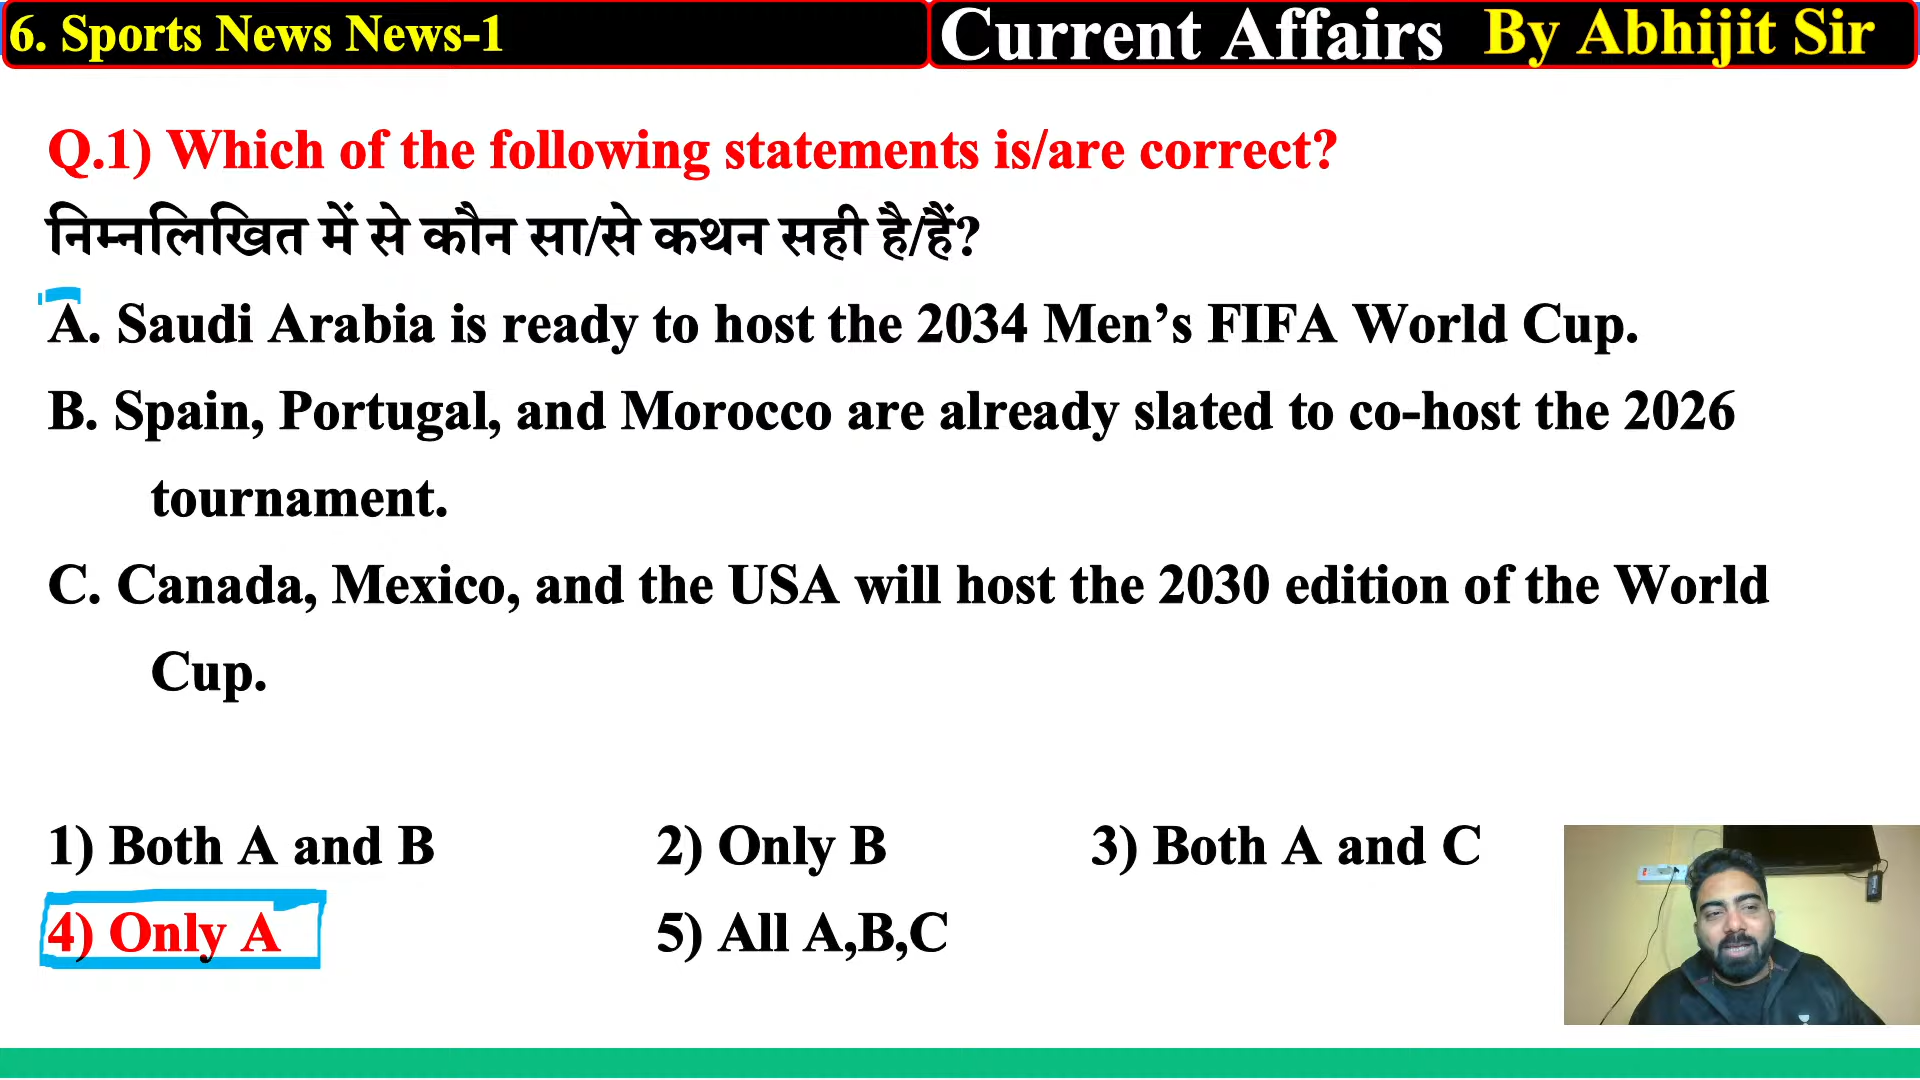 6. Sports News News-1
Current Affairs By Abhijit Sir
Q.1) Which of the following statements is/are correct?
निम्नलिखित में से कौन सा/से कथन सही है/हैं?
A. Saudi Arabia is ready to host the 2034 Men’s FIFA World Cup.
B. Spain, Portugal, and Morocco are already slated to co-host the 2026
tournament.
C. Canada, Mexico, and the USA will host the 2030 edition of the World
Cup.
1) Both A and B 2) Only B 3) Both A and C
4) Only A 5) All A,B,C